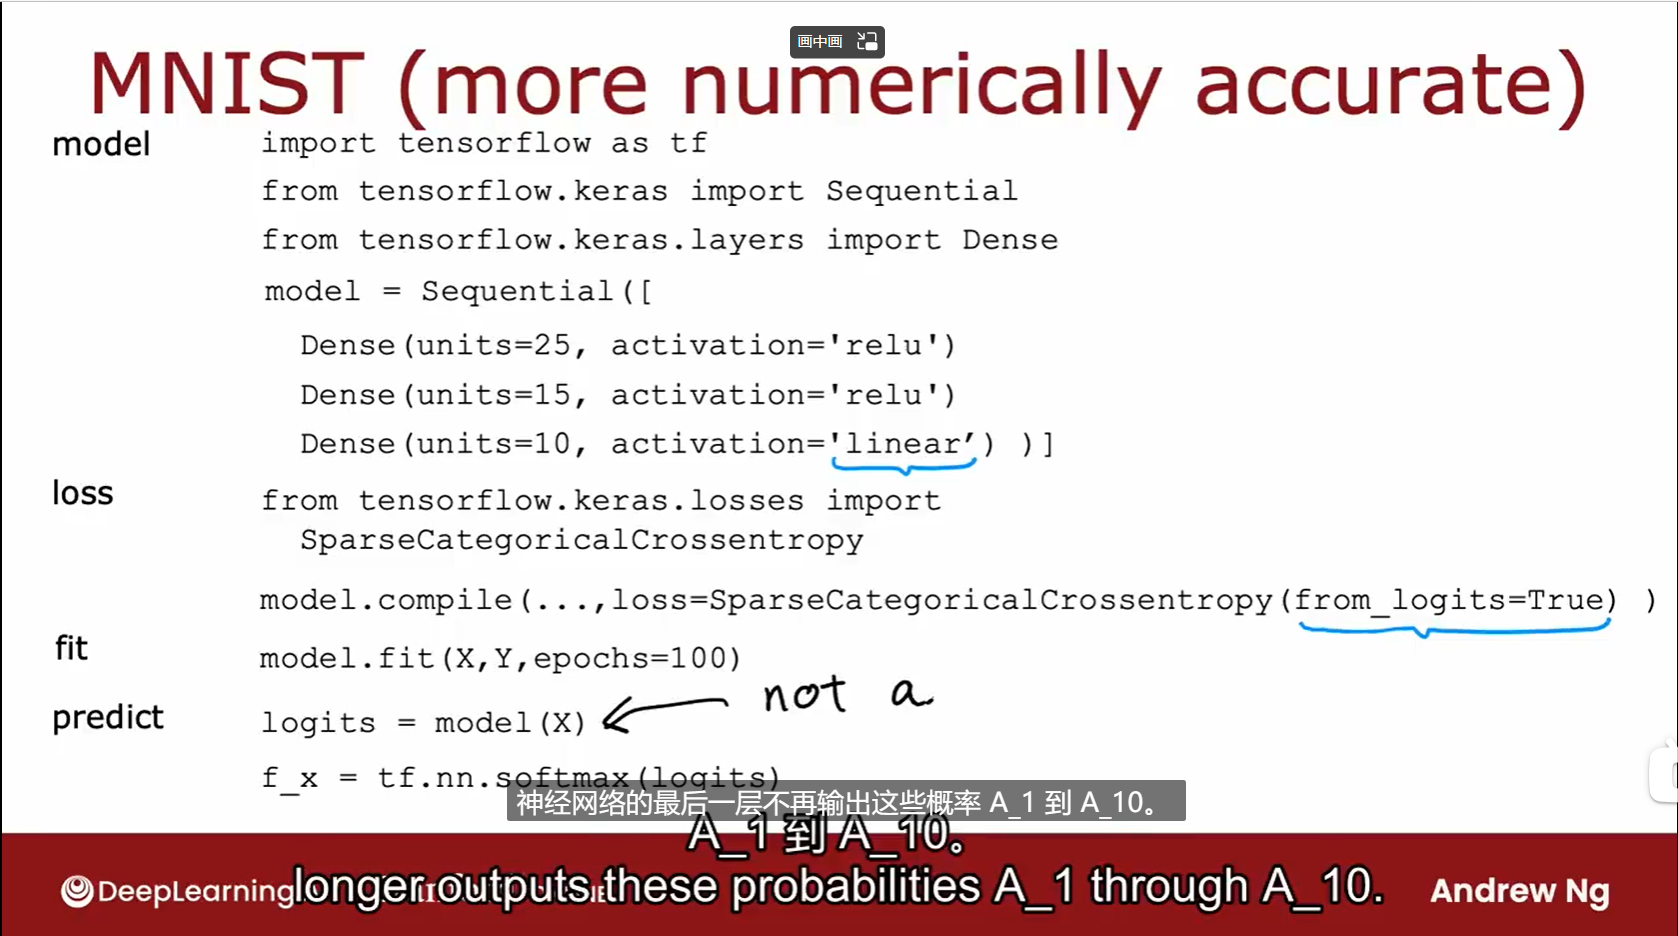 画中画
MNIST (more numerically accurate)
model
import tensorflow as tf
from tensorflow.keras import Sequential
from tensorflow.keras.layers import Dense
model = Sequential([
Dense(units=25, activation='relu')
Dense(units=15, activation='relu')
Dense(units=10, activation='linear’) )]
loss
from tensorflow.keras.losses import
SparseCategoricalCrossentropy
model.compile(...,loss=SparseCategoricalCrossentropy(from_logits=True) )
fit
model.fit(X,Y,epochs=100)
not a
predict
logits = model(X)
f_x = tf.nn.softmax(logits)
神经网络的最后一层不再输出这些概率 A_1 到 A_10。
A_1 到 A_10。
longer outputs these probabilities A_1 through A_10.
DeepLearning
Andrew Ng